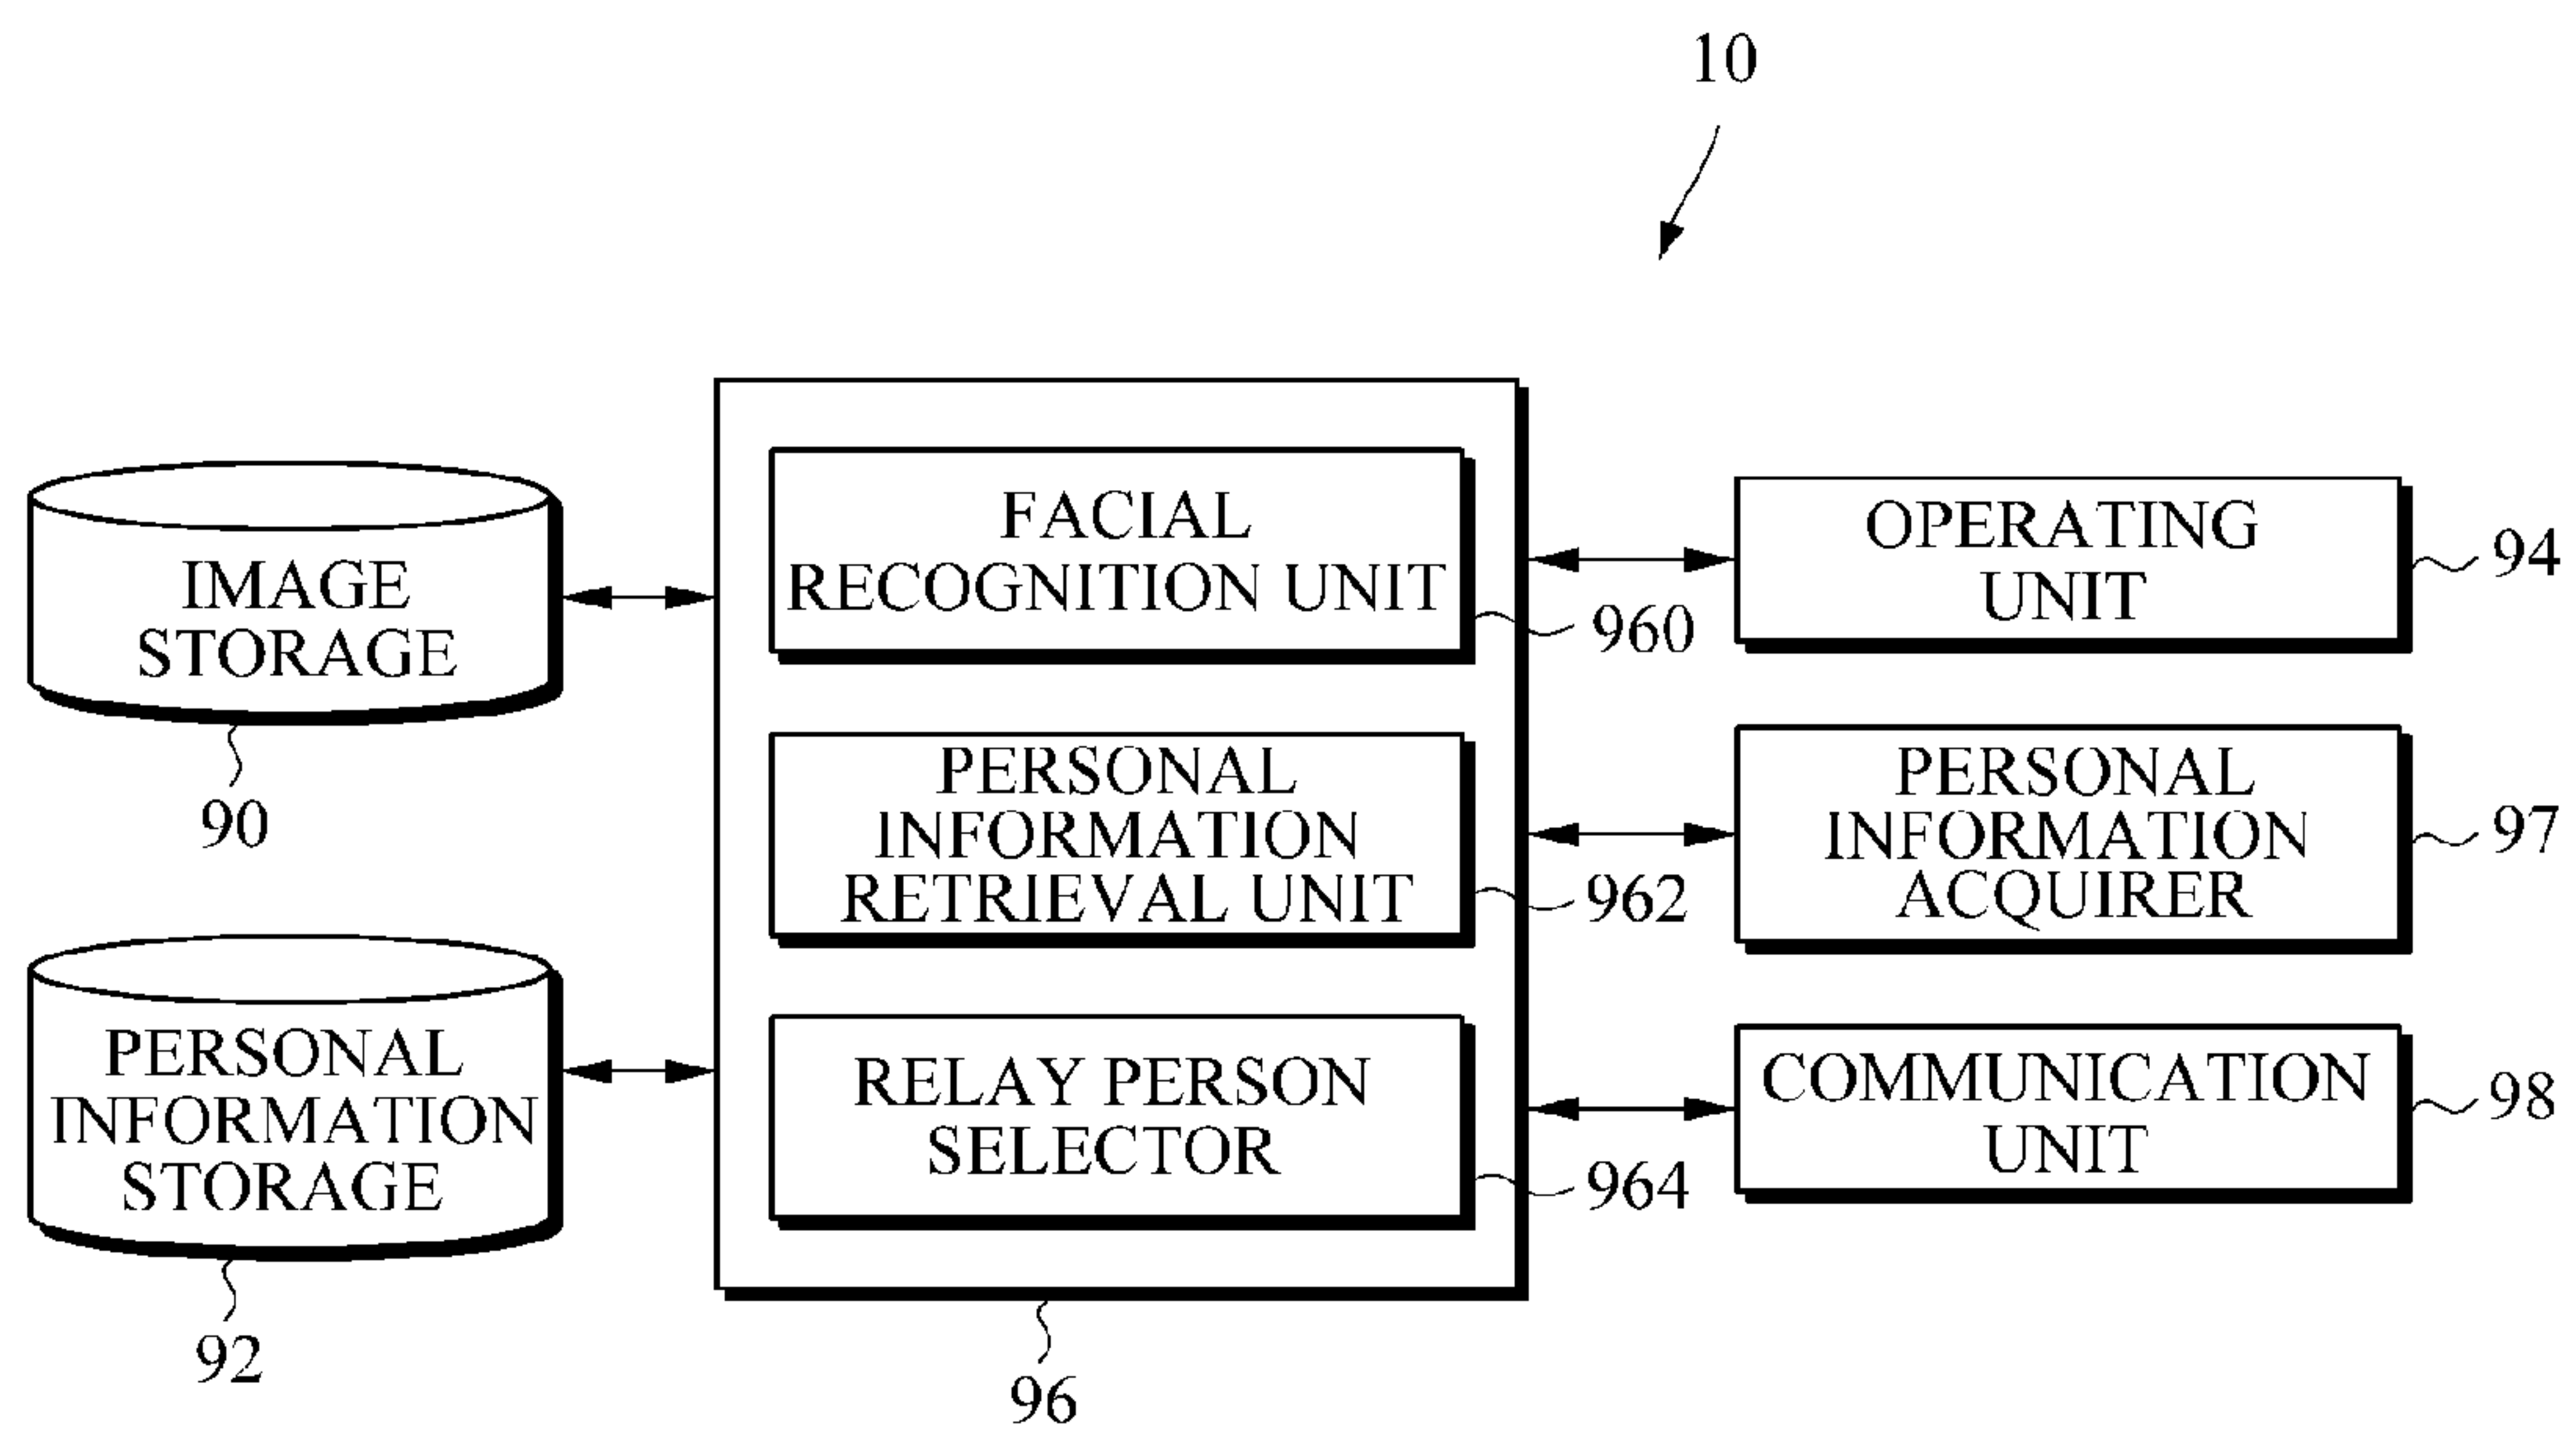 10
IMAGE
STORAGE
90
PERSONAL
INFORMATION
STORAGE
92
FACIAL
RECOGNITION UNIT
960
PERSONAL
INFORMATION
RETRIEVAL UNIT
962
RELAY PERSON
SELECTOR
964
96
OPERATING
UNIT
94
PERSONAL
INFORMATION
ACQUIRER
97
COMMUNICATION
UNIT
98